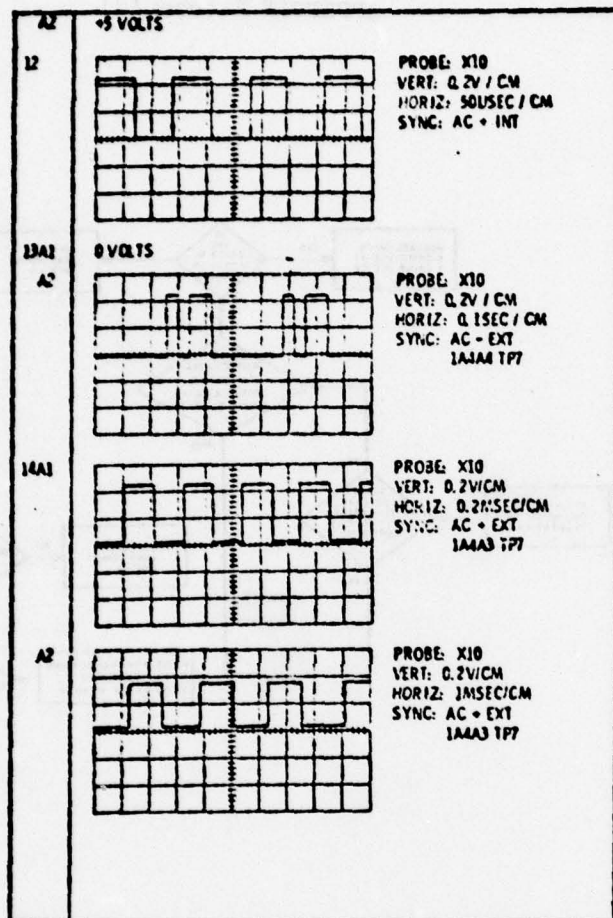 A2 +5 VOLTS
12
PROBE: X10
VERT: 0.2V / CM
HORIZ: 50USEC / CM
SYNC: AC + INT
13A1 0 VOLTS
A2
PROBE: X10
VERT: 0.2V / CM
HORIZ: 0.1SEC / CM
SYNC: AC - EXT
1A4A4 TP7
14A1
PROBE: X10
VERT: 0.2V/CM
HORIZ: 0.2MSEC/CM
SYNC: AC + EXT
1A4A3 TP7
A2
PROBE: X10
VERT: 0.2V/CM
HORIZ: 1MSEC/CM
SYNC: AC + EXT
1A4A3 TP7